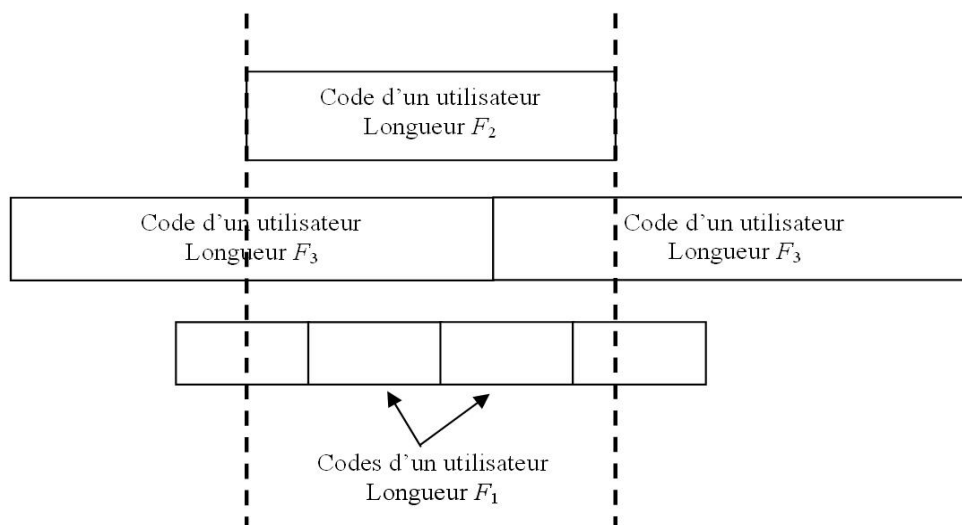 Code d'un utilisateur
Longueur F₂
Code d'un utilisateur
Longueur F₃
Code d'un utilisateur
Longueur F₃
Codes d'un utilisateur
Longueur F₁